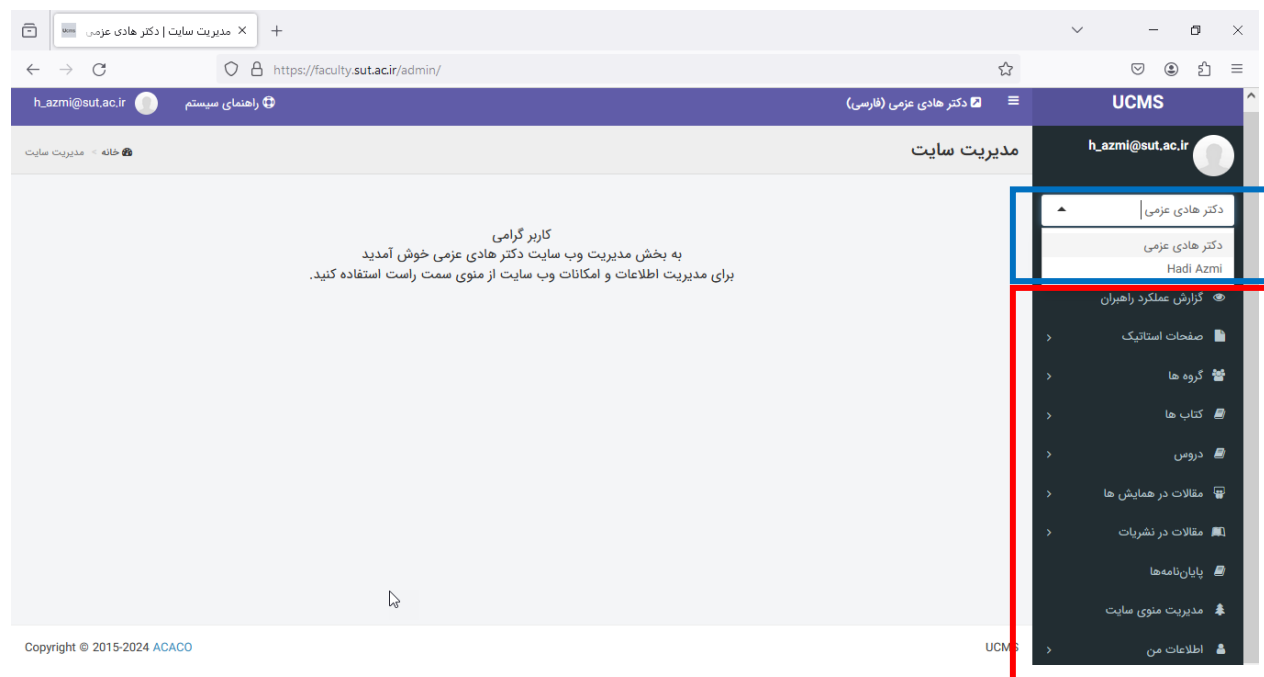 مدیریت سایت | دکتر هادی عزمی
https://faculty.sut.ac.ir/admin/
UCMS
دکتر هادی عزمی (فارسی)
راهنمای سیستم
h_azmi@sut.ac.ir
h_azmi@sut.ac.ir
مدیریت سایت
خانه > مدیریت سایت
دکتر هادی عزمی
دکتر هادی عزمی
Hadi Azmi
کاربر گرامی
به بخش مدیریت وب سایت دکتر هادی عزمی خوش آمدید
برای مدیریت اطلاعات و امکانات وب سایت از منوی سمت راست استفاده کنید.
گزارش عملکرد راهبران
صفحات استاتیک
گروه ها
کتاب ها
دروس
مقالات در همایش ها
مقالات در نشریات
پایان‌نامه‌ها
مدیریت منوی سایت
اطلاعات من
UCMS
Copyright © 2015-2024 ACACO